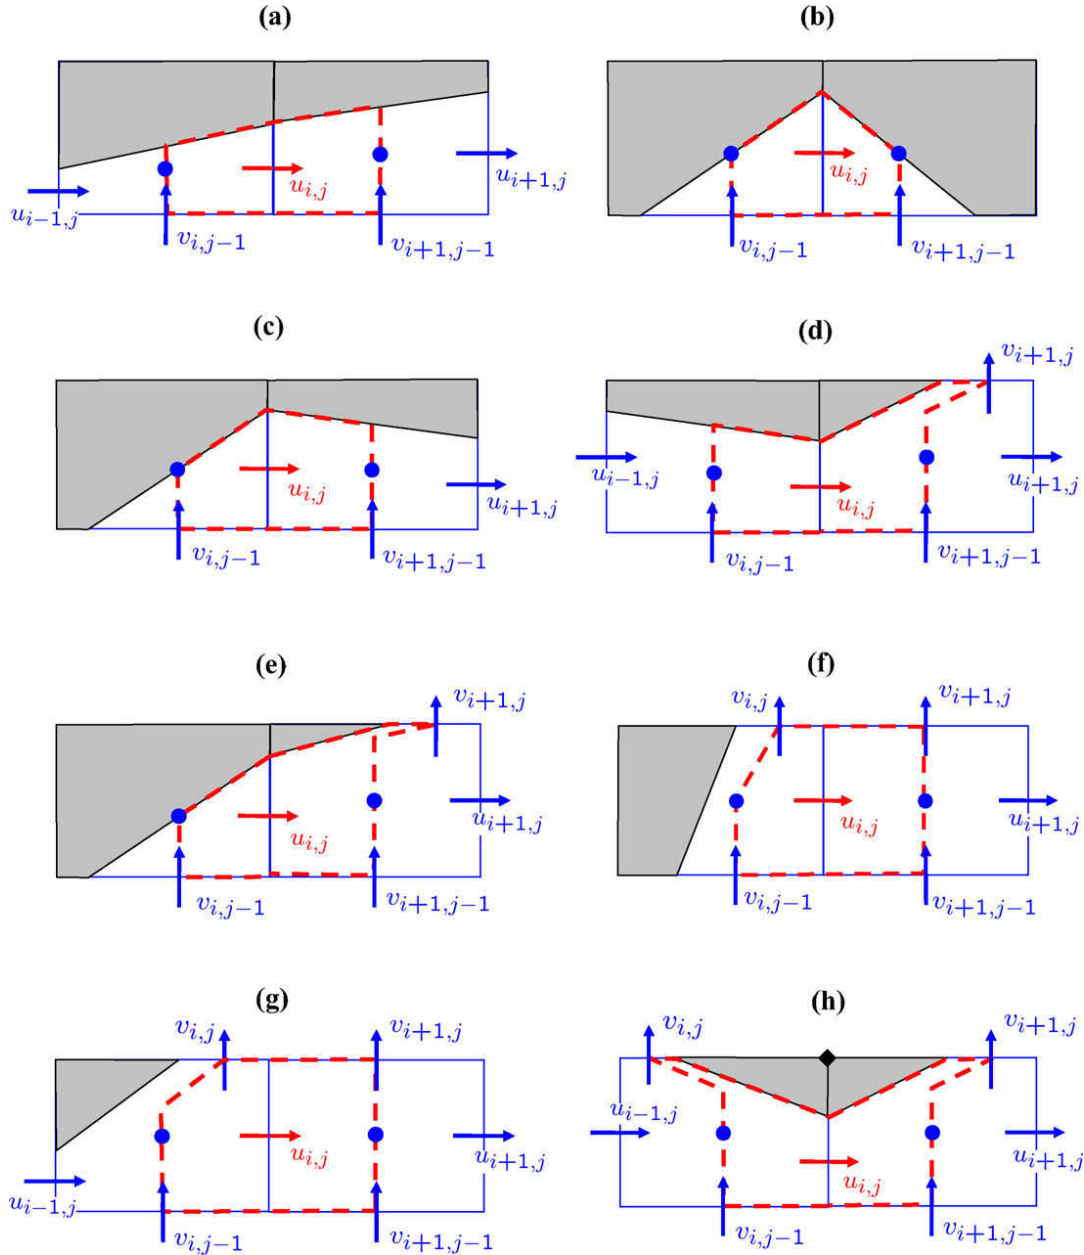 (a)
(b)
u_{i,j}
u_{i+1,j}
u_{i-1,j}
v_{i,j-1}
v_{i+1,j-1}
u_{i,j}
v_{i,j-1}
v_{i+1,j-1}
(c)
(d)
u_{i,j}
u_{i+1,j}
v_{i,j-1}
v_{i+1,j-1}
v_{i+1,j}
u_{i-1,j}
u_{i,j}
u_{i+1,j}
v_{i,j-1}
v_{i+1,j-1}
(e)
(f)
v_{i+1,j}
u_{i,j}
u_{i+1,j}
v_{i,j-1}
v_{i+1,j-1}
v_{i,j}
v_{i+1,j}
u_{i,j}
u_{i+1,j}
v_{i,j-1}
v_{i+1,j-1}
(g)
(h)
v_{i,j}
v_{i+1,j}
u_{i,j}
u_{i+1,j}
u_{i-1,j}
v_{i,j-1}
v_{i+1,j-1}
v_{i,j}
v_{i+1,j}
u_{i-1,j}
u_{i,j}
u_{i+1,j}
v_{i,j-1}
v_{i+1,j-1}